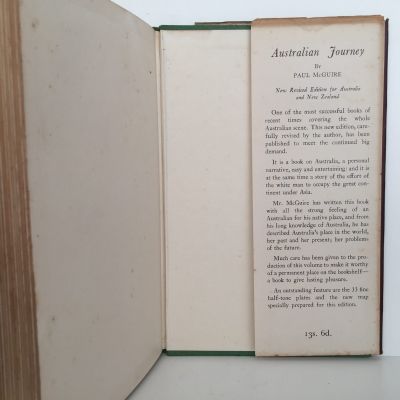 Australian Journey
By
PAUL McGUIRE
New Revised Edition for Australia
and New Zealand
One of the most successful books of
recent times covering the whole
Australian scene. This new edition, care-
fully revised by the author, has been
published to meet the continued big
demand.
It is a book on Australia, a personal
narrative, easy and entertaining; and it is
at the same time a story of the effort of
the white man to occupy the great con-
tinent under Asia.
Mr. McGuire has written this book
with all the strong feeling of an
Australian for his native place, and from
his long knowledge of Australia, he has
described Australia's place in the world,
her past and her present; her problems
of the future.
Much care has been given to the pro-
duction of this volume to make it worthy
of a permanent place on the bookshelf—
a book to give lasting pleasure.
An outstanding feature are the 33 fine
half-tone plates and the new map
specially prepared for this edition.
13s. 6d.